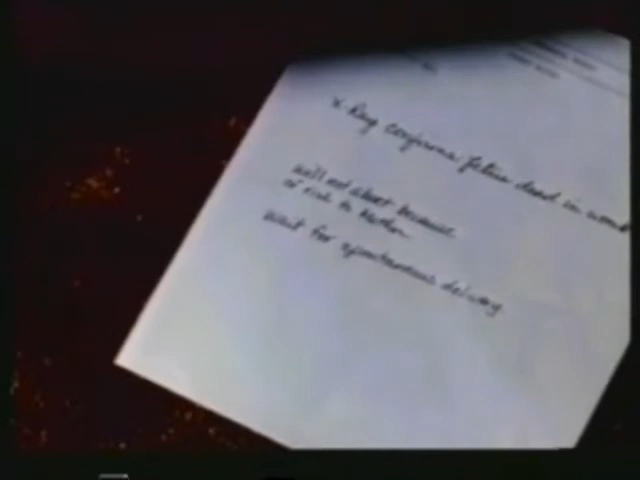 X-Ray confirms fetus dead in womb
Will not abort because
of risk to Mother
Wait for spontaneous delivery